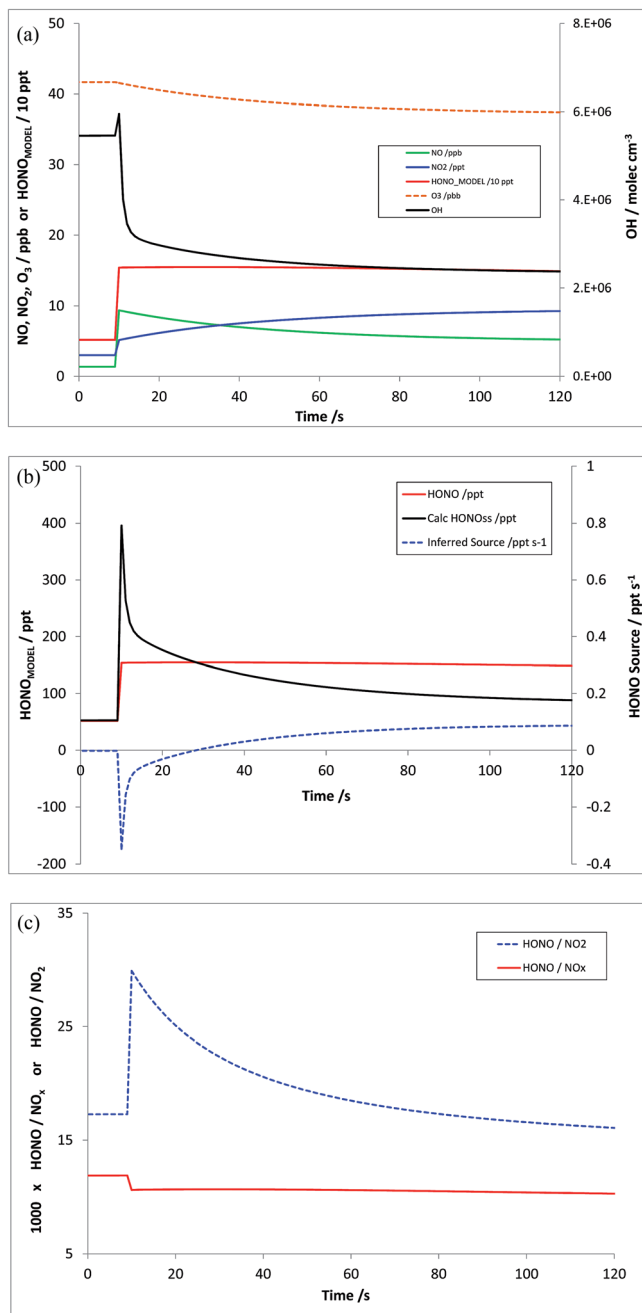 (a)
NO, NO2, O3 / ppb or HONOMODEL / 10 ppt
50
40
30
20
10
0
8.E+06
6.E+06
4.E+06
2.E+06
0.E+00
OH / molec cm-3
NO /ppb
NO2 /ppt
HONO_MODEL /10 ppt
O3 /pbb
OH
0
20
40
60
80
100
120
Time /s
(b)
HONOMODEL / ppt
500
400
300
200
100
0
-100
-200
1
0.8
0.6
0.4
0.2
0
-0.2
-0.4
HONO Source / ppt s-1
HONO /ppt
Calc HONOss /ppt
Inferred Source /ppt s-1
0
20
40
60
80
100
120
Time /s
(c)
1000 x HONO / NOx or HONO / NO2
35
25
15
5
HONO / NO2
HONO / NOx
0
20
40
60
80
100
120
Time /s